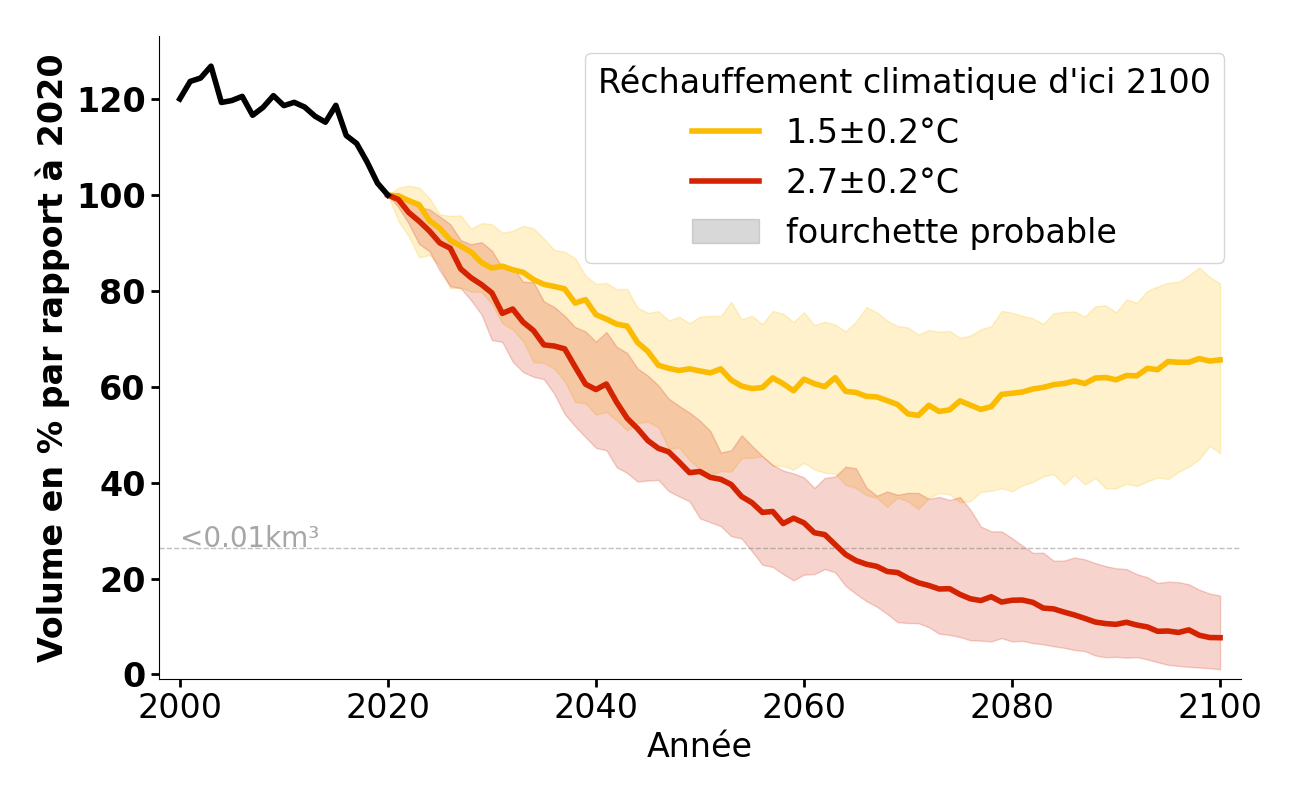 Volume en % par rapport à 2020
120
100
80
60
40
20
0
Réchauffement climatique d'ici 2100
1.5±0.2°C
2.7±0.2°C
fourchette probable
<0.01km³
2000 2020 2040 2060 2080 2100
Année